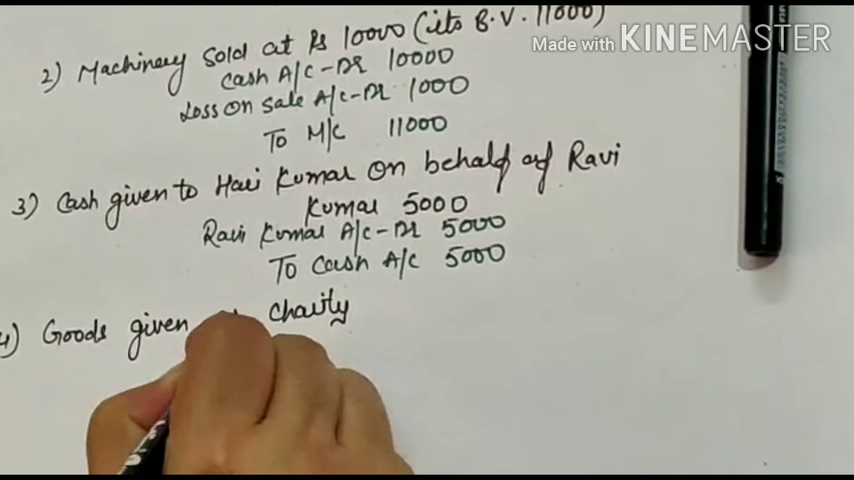 2) Machinery Sold at Rs 10000 (its B.V. 11000)
Made with KINEMASTER
Cash A/c-Dr 10000
Loss On Sale A/c-Dr 1000
To M/c 11000
3) Cash given to Hari Kumar On behalf of Ravi
Kumar 5000
Ravi Kumar A/c-Dr 5000
To Cash A/c 5000
4) Goods given charity